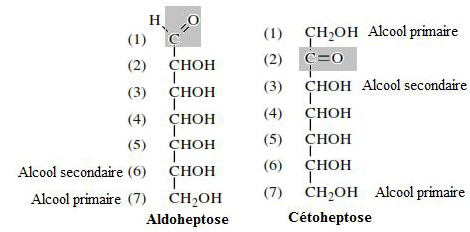 H O
(1) C
(2) CHOH
(3) CHOH
(4) CHOH
(5) CHOH
Alcool secondaire (6) CHOH
Alcool primaire (7) CH₂OH
Aldoheptose
(1) CH₂OH Alcool primaire
(2) C=O
(3) CHOH Alcool secondaire
(4) CHOH
(5) CHOH
(6) CHOH
(7) CH₂OH Alcool primaire
Cétoheptose